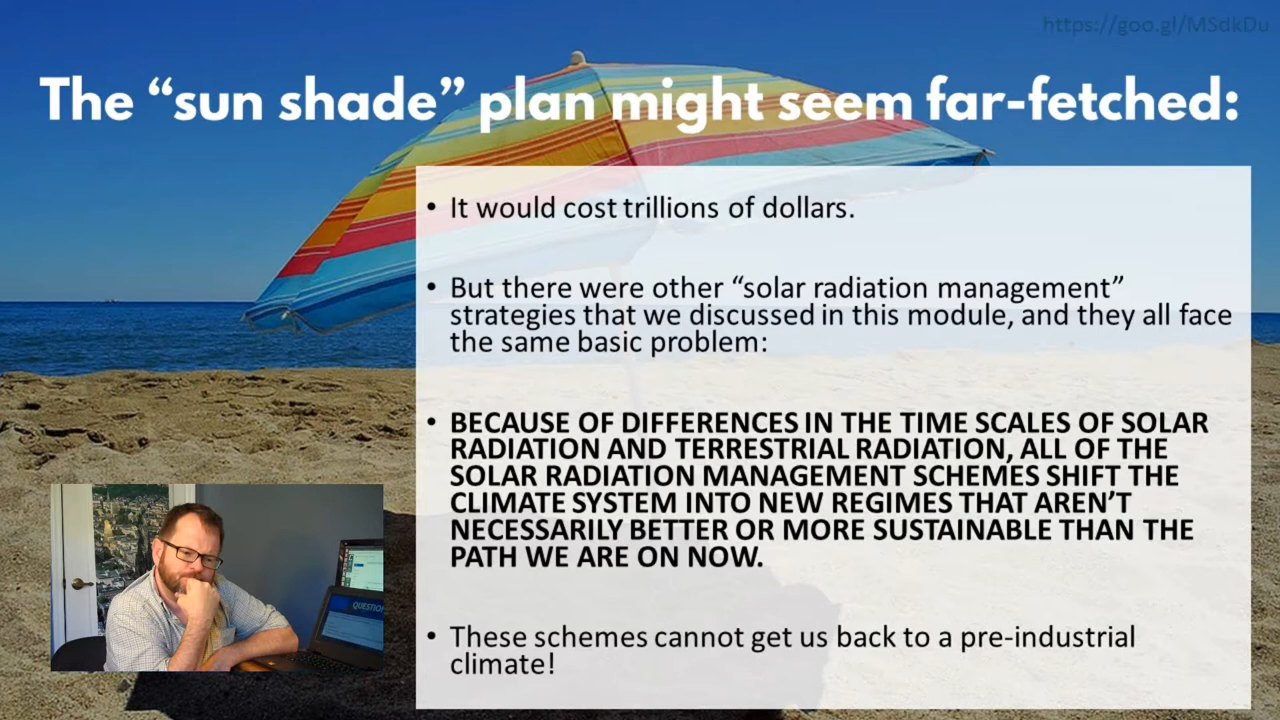 https://goo.gl/MSdkDu
The “sun shade” plan might seem far-fetched:
• It would cost trillions of dollars.
• But there were other “solar radiation management”
strategies that we discussed in this module, and they all face
the same basic problem:
• BECAUSE OF DIFFERENCES IN THE TIME SCALES OF SOLAR
RADIATION AND TERRESTRIAL RADIATION, ALL OF THE
SOLAR RADIATION MANAGEMENT SCHEMES SHIFT THE
CLIMATE SYSTEM INTO NEW REGIMES THAT AREN’T
NECESSARILY BETTER OR MORE SUSTAINABLE THAN THE
PATH WE ARE ON NOW.
• These schemes cannot get us back to a pre-industrial
climate!